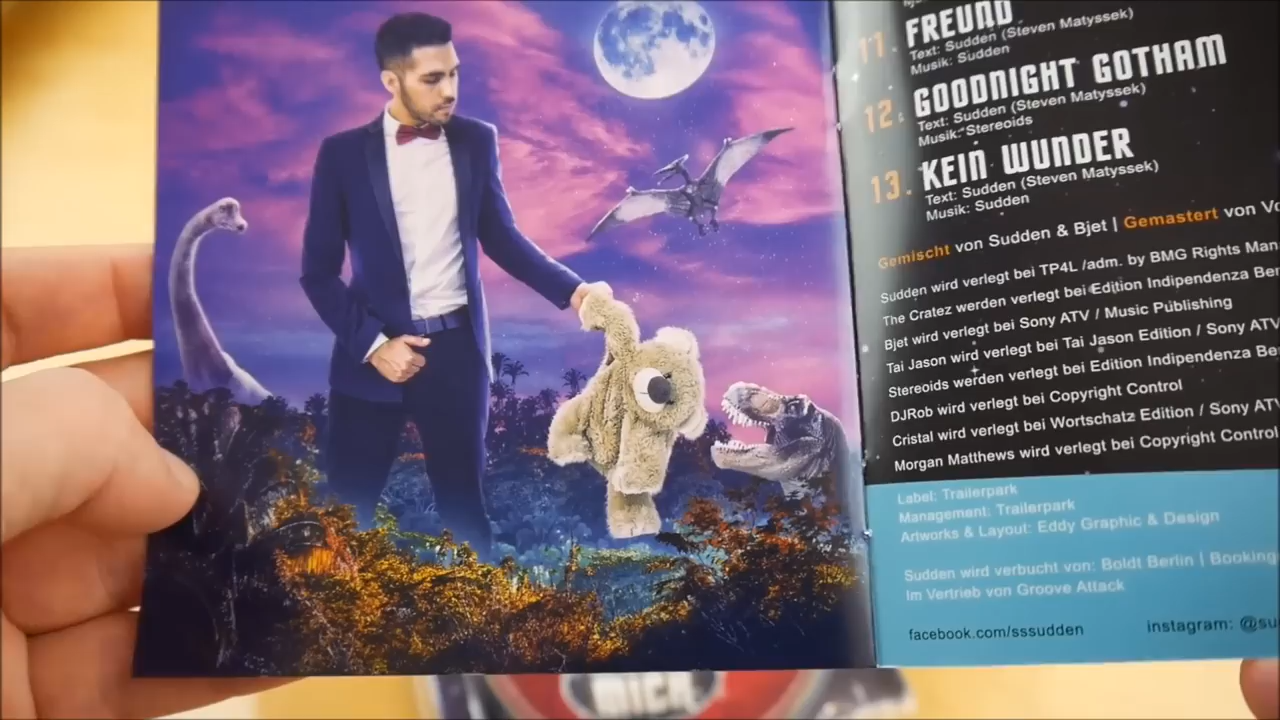 11. FREUND
Text: Sudden (Steven Matyssek)
Musik: Sudden
12. GOODNIGHT GOTHAM
Text: Sudden (Steven Matyssek)
Musik: Stereoids
13. KEIN WUNDER
Text: Sudden (Steven Matyssek)
Musik: Sudden
Gemischt von Sudden & Bjet | Gemastert von
Sudden wird verlegt bei TP4L /adm. by BMG Rights
The Cratez werden verlegt bei Edition Indipendenza
Bjet wird verlegt bei Sony ATV / Music Publishing
Tai Jason wird verlegt bei Tai Jason Edition / Sony ATV
Stereoids werden verlegt bei Edition Indipendenza
DJRob wird verlegt bei Copyright Control
Cristal wird verlegt bei Wortschatz Edition / Sony ATV
Morgan Matthews wird verlegt bei Copyright Control
Label: Trailerpark
Management: Trailerpark
Artworks & Layout: Eddy Graphic & Design
Sudden wird verbucht von: Boldt Berlin | Booking
Im Vertrieb von Groove Attack
facebook.com/sssudden instagram:
MICH